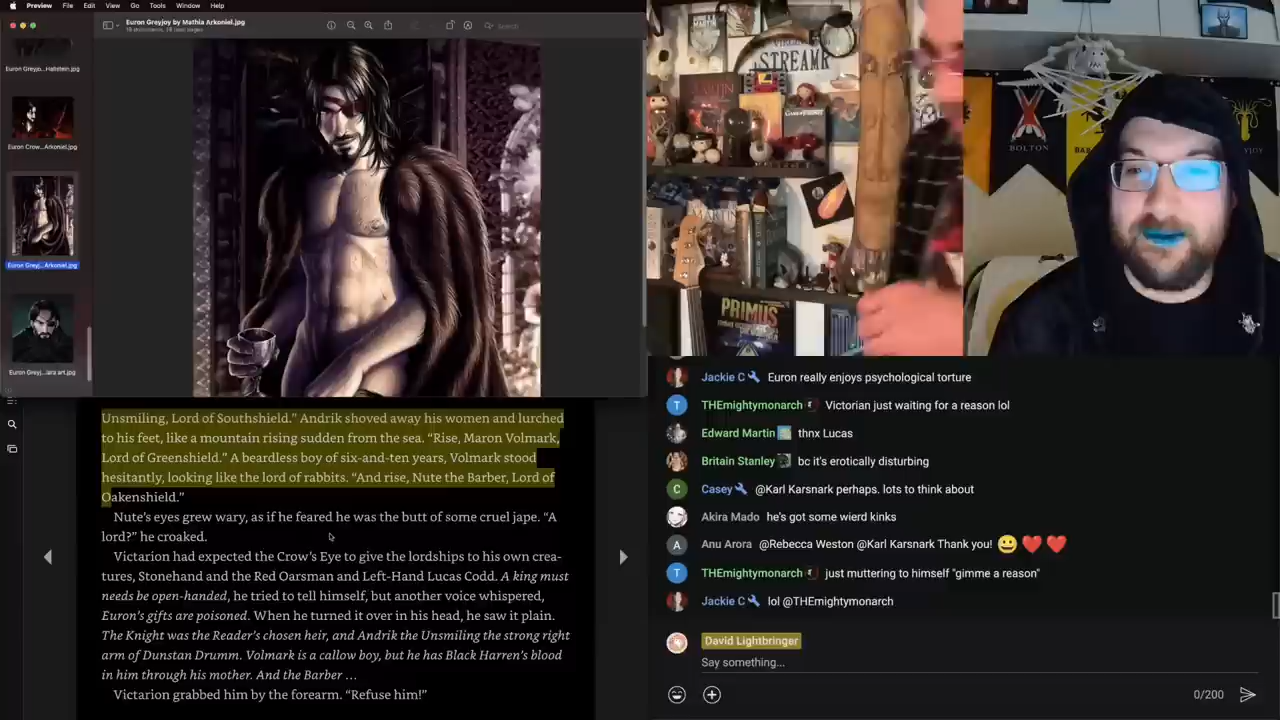 Preview File Edit View Go Tools Window Help
Euron Greyjoy by Mathia Arkoniel.jpg
Search
Euron Greyjo...Hallstein.jpg
Euron Crow...Arkoniel.jpg
Euron Greyj...Arkoniel.jpg
Euron Greyj...iara art.jpg
STREAMR
MARTIN
PRIMUS
BOLTON
Unsmiling, Lord of Southshield.” Andrik shoved away his women and lurched
to his feet, like a mountain rising sudden from the sea. “Rise, Maron Volmark,
Lord of Greenshield.” A beardless boy of six-and-ten years, Volmark stood
hesitantly, looking like the lord of rabbits. “And rise, Nute the Barber, Lord of
Oakenshield.”
Nute’s eyes grew wary, as if he feared he was the butt of some cruel jape. “A
lord?” he croaked.
Victarion had expected the Crow’s Eye to give the lordships to his own crea-
tures, Stonehand and the Red Oarsman and Left-Hand Lucas Codd. A king must
needs be open-handed, he tried to tell himself, but another voice whispered,
Euron’s gifts are poisoned. When he turned it over in his head, he saw it plain.
The Knight was the Reader’s chosen heir, and Andrik the Unsmiling the strong right
arm of Dunstan Drumm. Volmark is a callow boy, but he has Black Harren’s blood
in him through his mother. And the Barber …
Victarion grabbed him by the forearm. “Refuse him!”
Jackie C Euron really enjoys psychological torture
THEmightymonarch Victorian just waiting for a reason lol
Edward Martin thnx Lucas
Britain Stanley bc it's erotically disturbing
Casey @Karl Karsnark perhaps. lots to think about
Akira Mado he's got some wierd kinks
Anu Arora @Rebecca Weston @Karl Karsnark Thank you! 😀 ❤️ ❤️
THEmightymonarch just muttering to himself "gimme a reason"
Jackie C lol @THEmightymonarch
David Lightbringer
Say something...
0/200